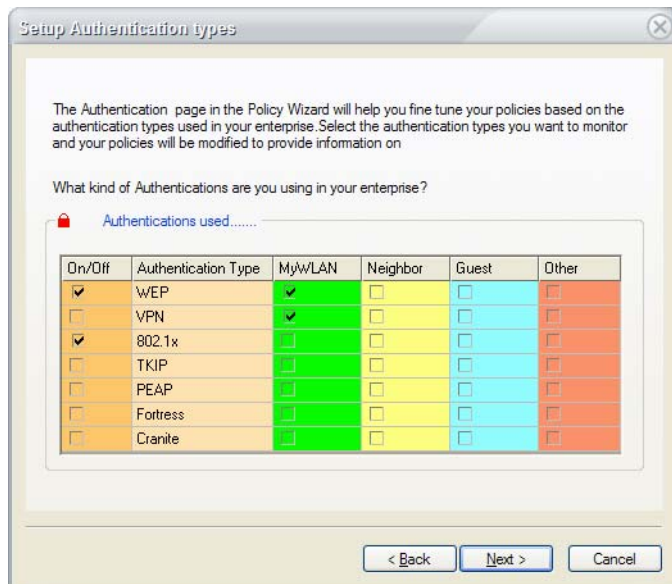 Setup Authentication types
The Authentication page in the Policy Wizard will help you fine tune your policies based on the
authentication types used in your enterprise.Select the authentication types you want to monitor
and your policies will be modified to provide information on
What kind of Authentications are you using in your enterprise?
Authentications used.......
On/Off Authentication Type MyWLAN Neighbor Guest Other
WEP
VPN
802.1x
TKIP
PEAP
Fortress
Cranite
< Back Next > Cancel